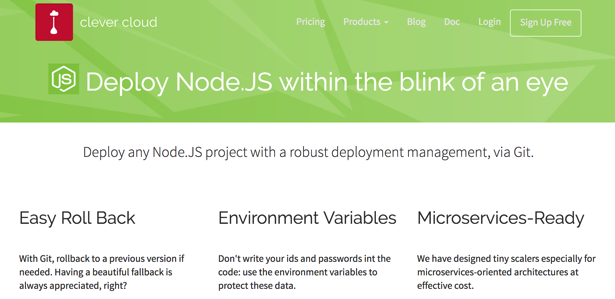 clever cloud
Pricing Products Blog Doc Login Sign Up Free
JS Deploy Node.JS within the blink of an eye
Deploy any Node.JS project with a robust deployment management, via Git.
Easy Roll Back
With Git, rollback to a previous version if
needed. Having a beautiful fallback is
always appreciated, right?
Environment Variables
Don't write your ids and passwords int the
code: use the environment variables to
protect these data.
Microservices-Ready
We have designed tiny scalers especially for
microservices-oriented architectures at
effective cost.